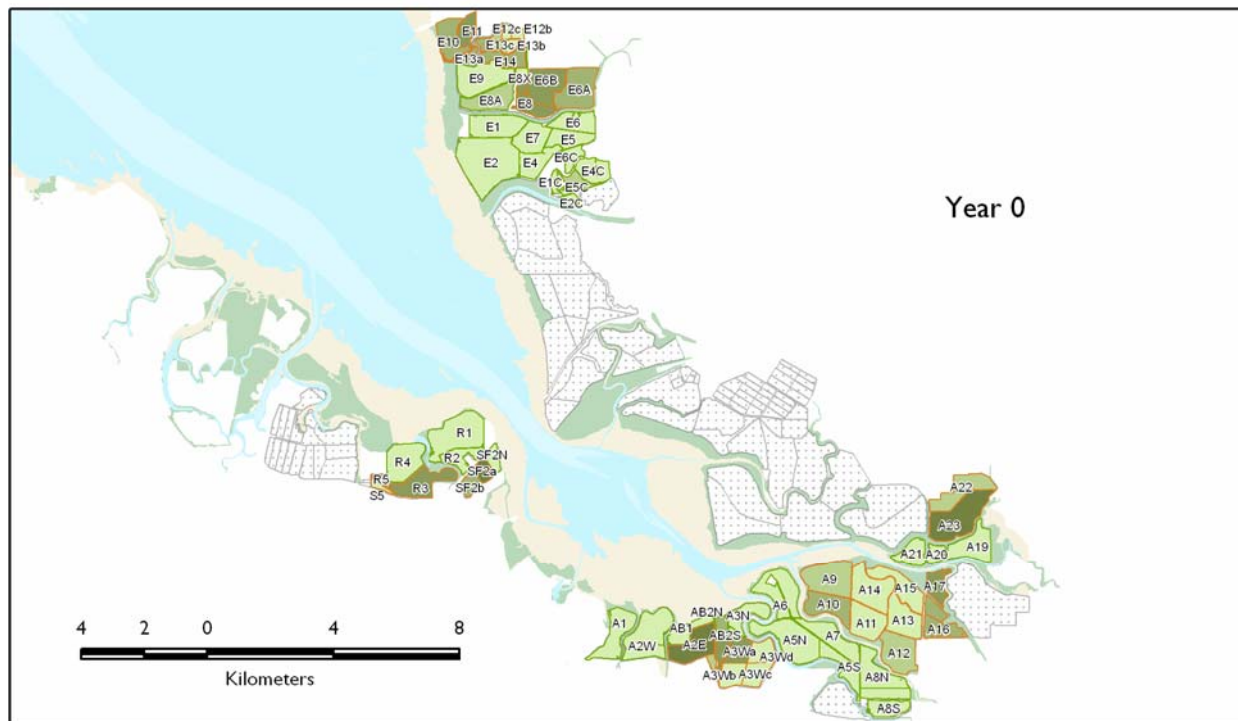 E11 E12c E12b
E10 E13c E13b
E13a E14
E9 E8X E6B E6A
E8A E8
E1 E6
E7 E5
E2 E4 E6C E4C
E1C E5C
E2C
Year 0
R1
R4 R2 SF2N
SF2a
R5 R3 SF2b
S5
A22
A23
A21 A20 A19
A9 A14 A15 A17
A10 A11 A13 A16
A12
A6
A1 AB1 AB2N A3N
A2W A2E AB2S A5N A7
A3Wa A3Wd
A3Wb A3Wc A5S A8N
A8S
4 2 0 4 8
Kilometers